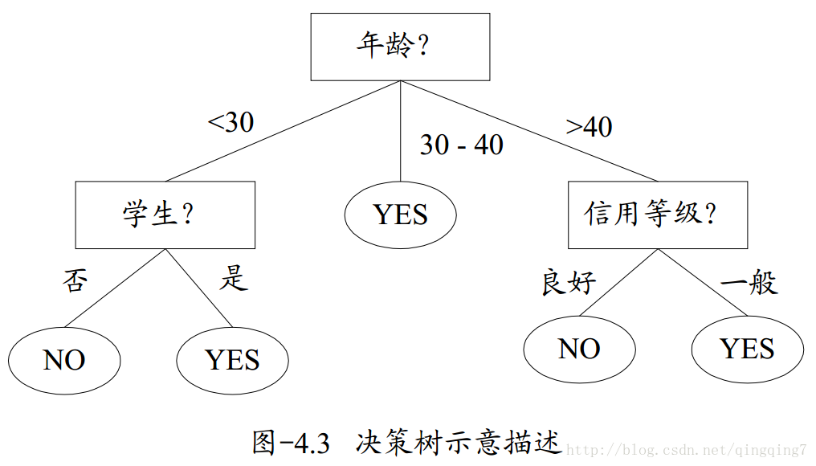 年龄？
<30
30 - 40
>40
学生？
YES
信用等级？
否
是
良好
一般
NO
YES
NO
YES
图-4.3 决策树示意描述
http://blog.csdn.net/qingqing7